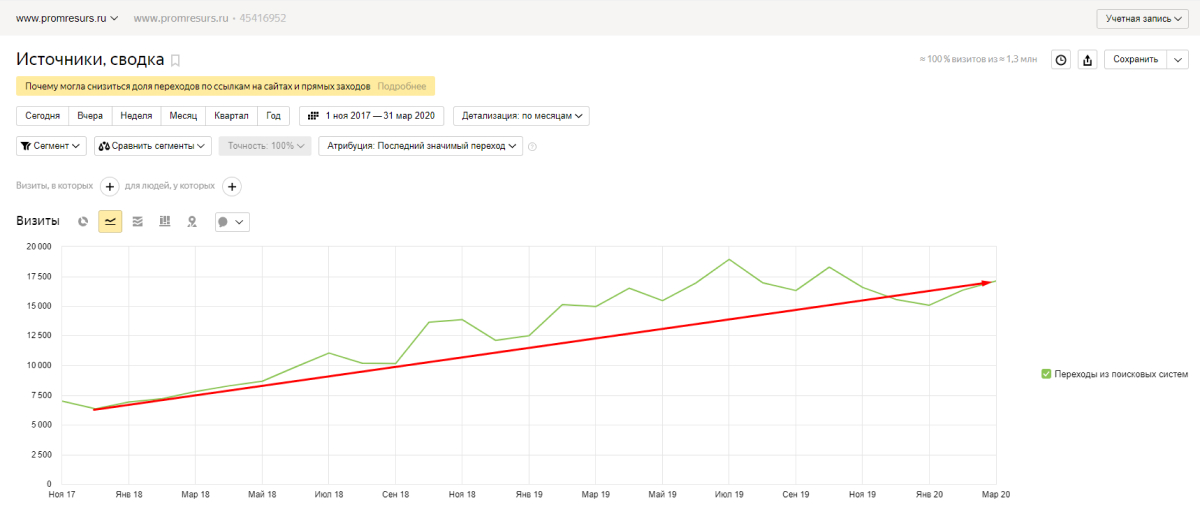 www.promresurs.ru www.promresurs.ru • 45416952 Учетная запись
Источники, сводка ≈ 100 % визитов из ≈ 1,3 млн Сохранить
Почему могла снизиться доля переходов по ссылкам на сайтах и прямых заходов Подробнее
Сегодня Вчера Неделя Месяц Квартал Год 1 ноя 2017 — 31 мар 2020 Детализация: по месяцам
Сегмент Сравнить сегменты Точность: 100% Атрибуция: Последний значимый переход ?
Визиты, в которых + для людей, у которых +
Визиты
20 000
17 500
15 000
12 500
10 000
7 500
5 000
2 500
0
Переходы из поисковых систем
Ноя 17 Янв 18 Мар 18 Май 18 Июл 18 Сен 18 Ноя 18 Янв 19 Мар 19 Май 19 Июл 19 Сен 19 Ноя 19 Янв 20 Мар 20